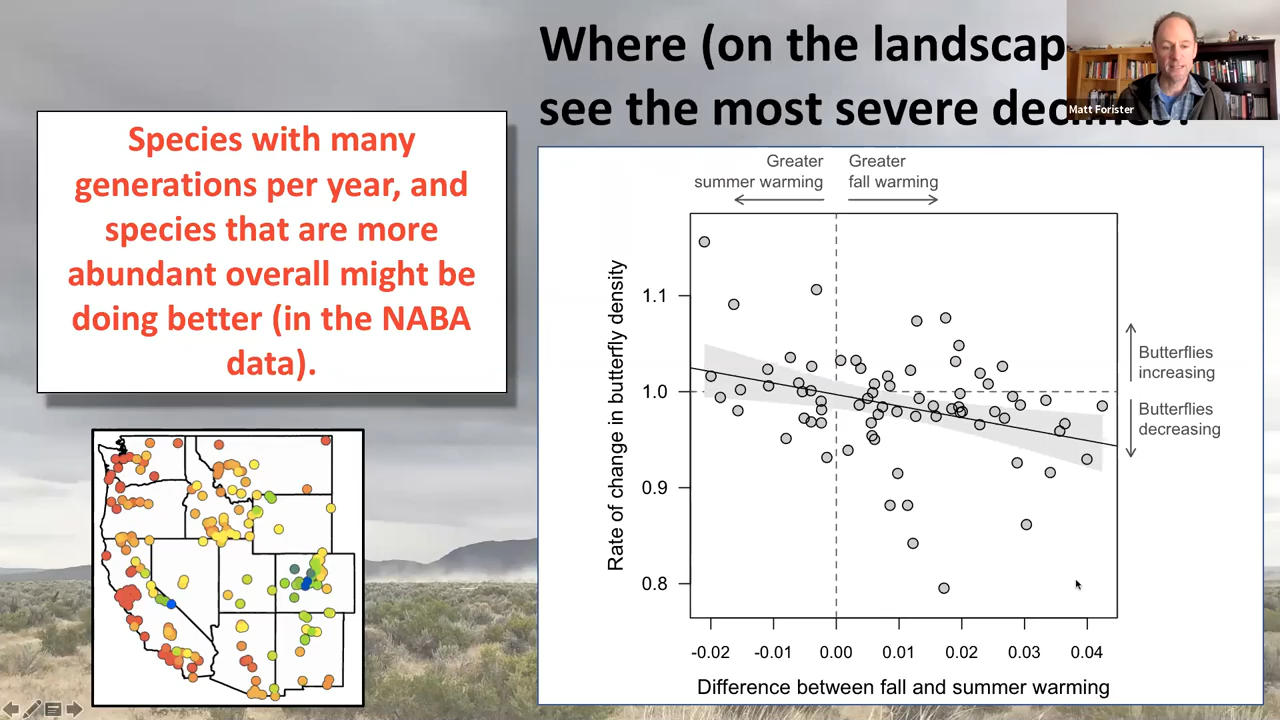 Where (on the landscap
see the most severe declines?
Matt Forister
Species with many
generations per year, and
species that are more
abundant overall might be
doing better (in the NABA
data).
Greater
summer warming
Greater
fall warming
Rate of change in butterfly density
1.1
1.0
0.9
0.8
Butterflies
increasing
Butterflies
decreasing
-0.02 -0.01 0.00 0.01 0.02 0.03 0.04
Difference between fall and summer warming